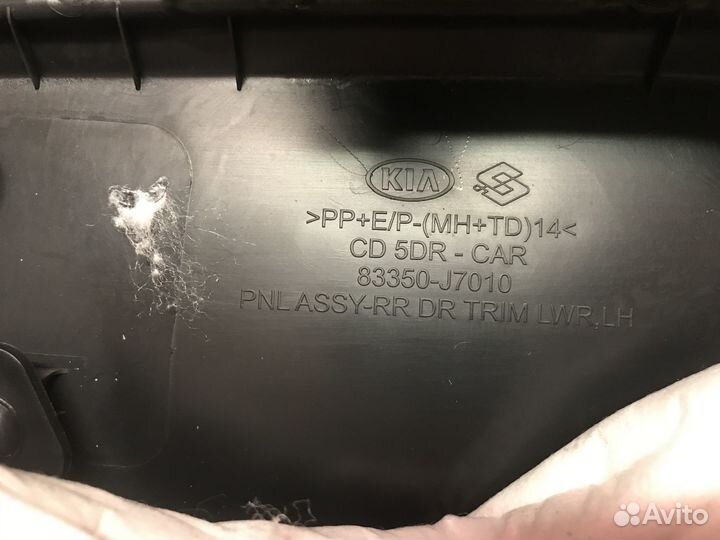 KIA
>PP+E/P-(MH+TD)14<
CD 5DR - CAR
83350-J7010
PNL ASSY-RR DR TRIM LWR,LH
Avito